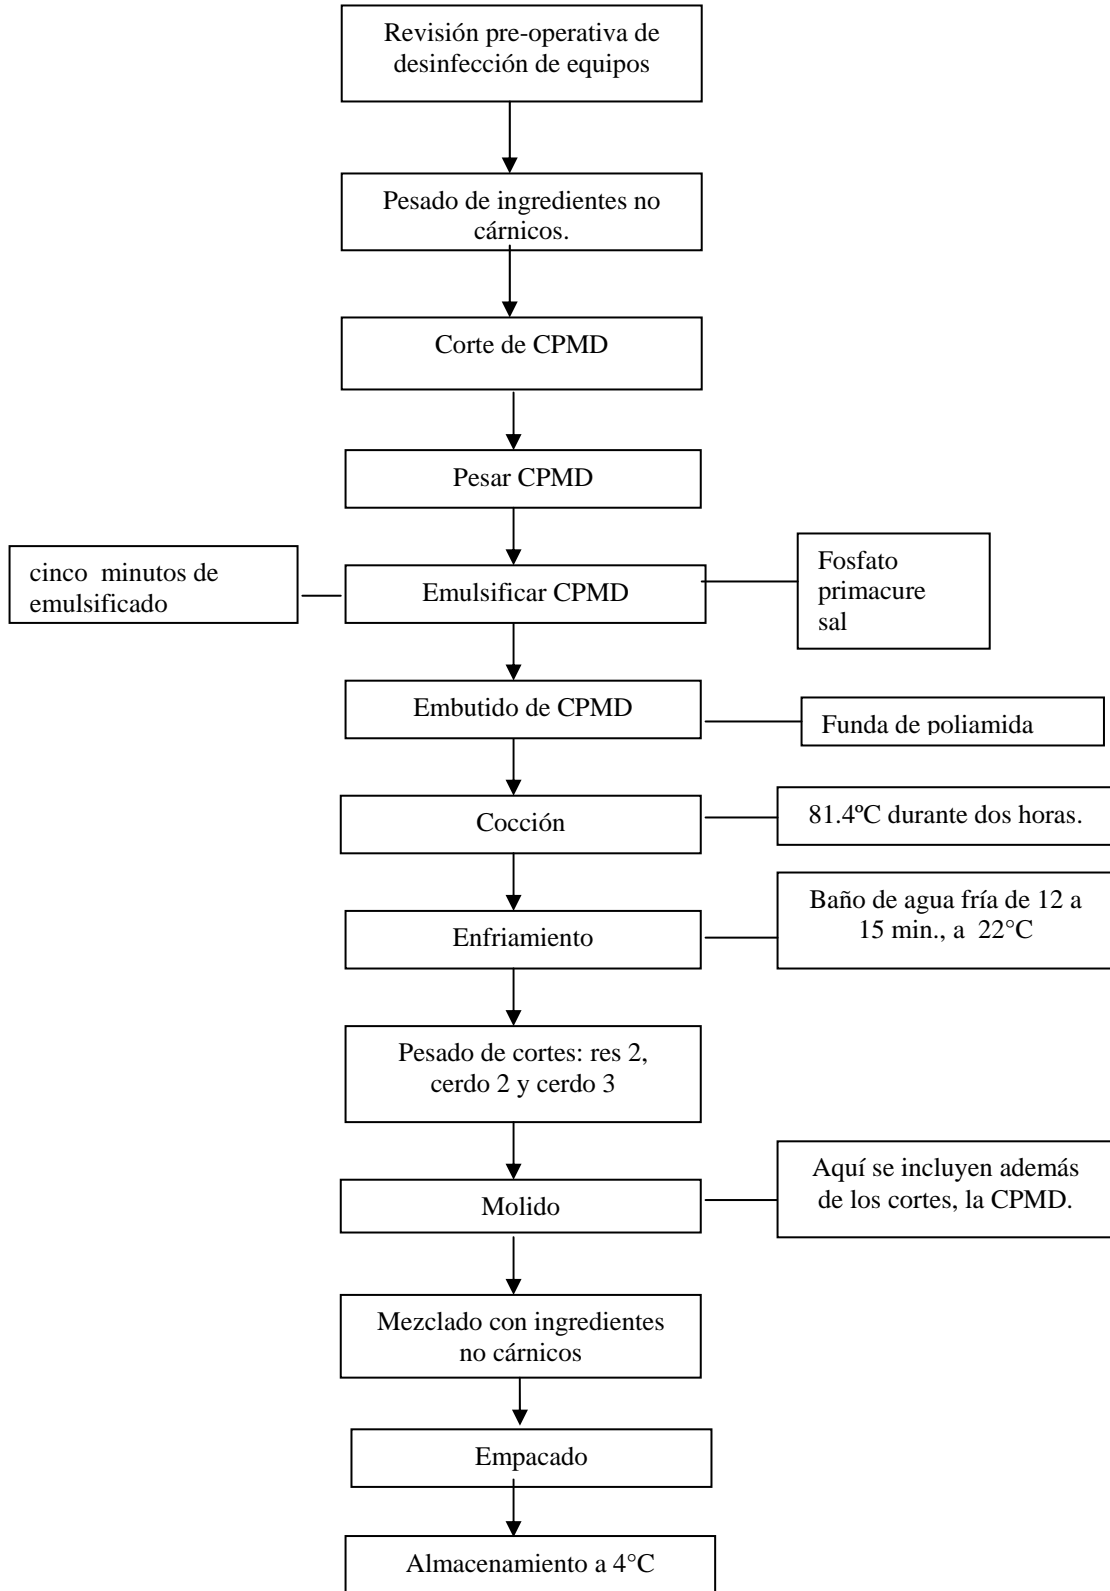 Revisión pre-operativa de
desinfección de equipos
Pesado de ingredientes no
cárnicos.
Corte de CPMD
Pesar CPMD
cinco  minutos de
emulsificado
Emulsificar CPMD
Fosfato
primacure
sal
Embutido de CPMD
Funda de poliamida
Cocción
81.4ºC durante dos horas.
Enfriamiento
Baño de agua fría de 12 a
15 min., a  22°C
Pesado de cortes: res 2,
cerdo 2 y cerdo 3
Molido
Aquí se incluyen además
de los cortes, la CPMD.
Mezclado con ingredientes
no cárnicos
Empacado
Almacenamiento a 4°C